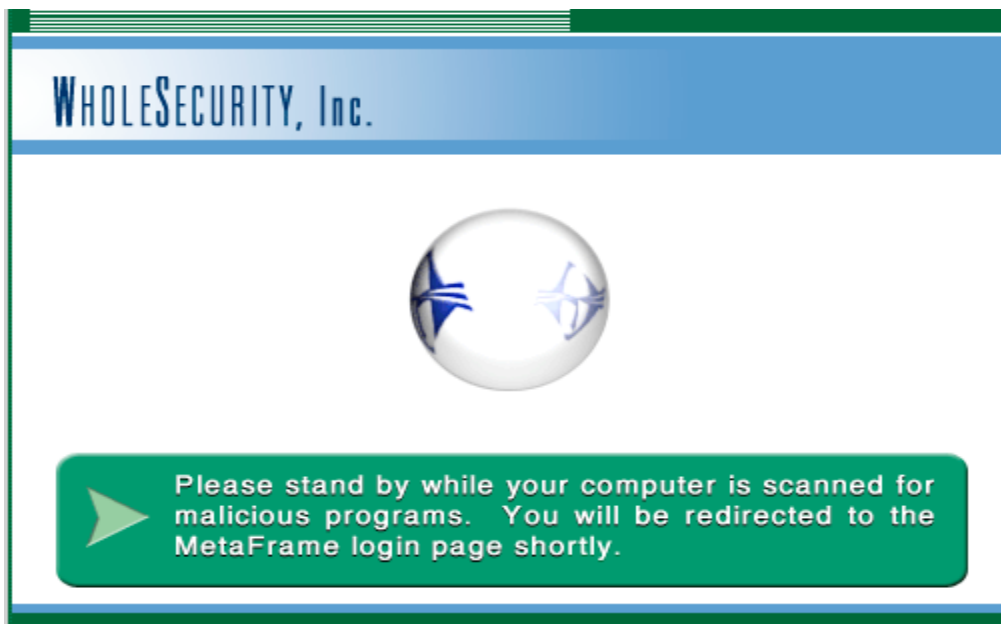 WHOLESECURITY, Inc.
Please stand by while your computer is scanned for
malicious programs.  You will be redirected to the
MetaFrame login page shortly.